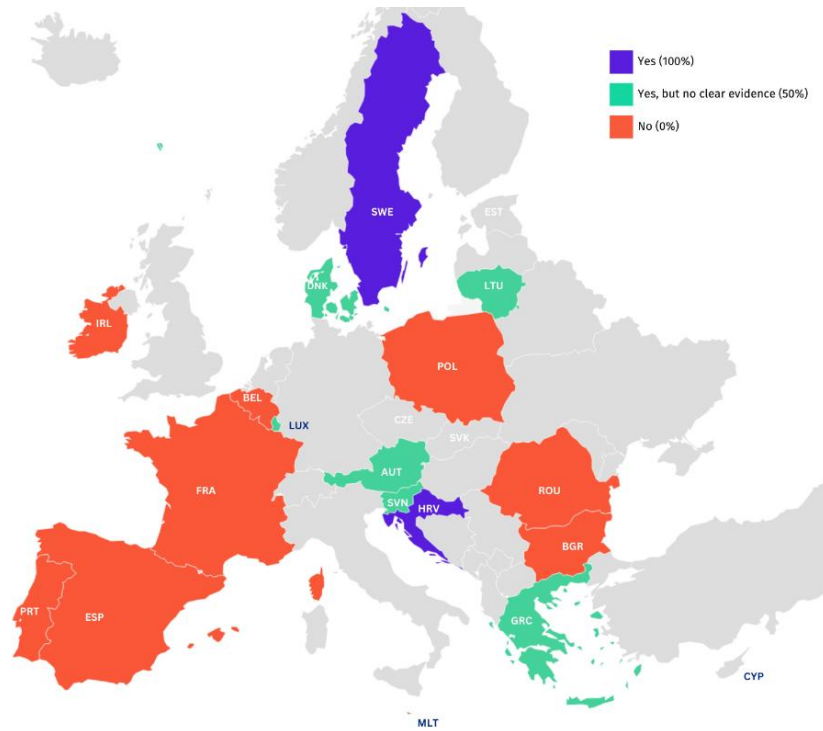 Yes (100%)
Yes, but no clear evidence (50%)
No (0%)
SWE
EST
DNK
LTU
IRL
POL
BEL
LUX
CZE
SVK
FRA
AUT
SVN
HRV
ROU
BGR
PRT
ESP
GRC
CYP
MLT